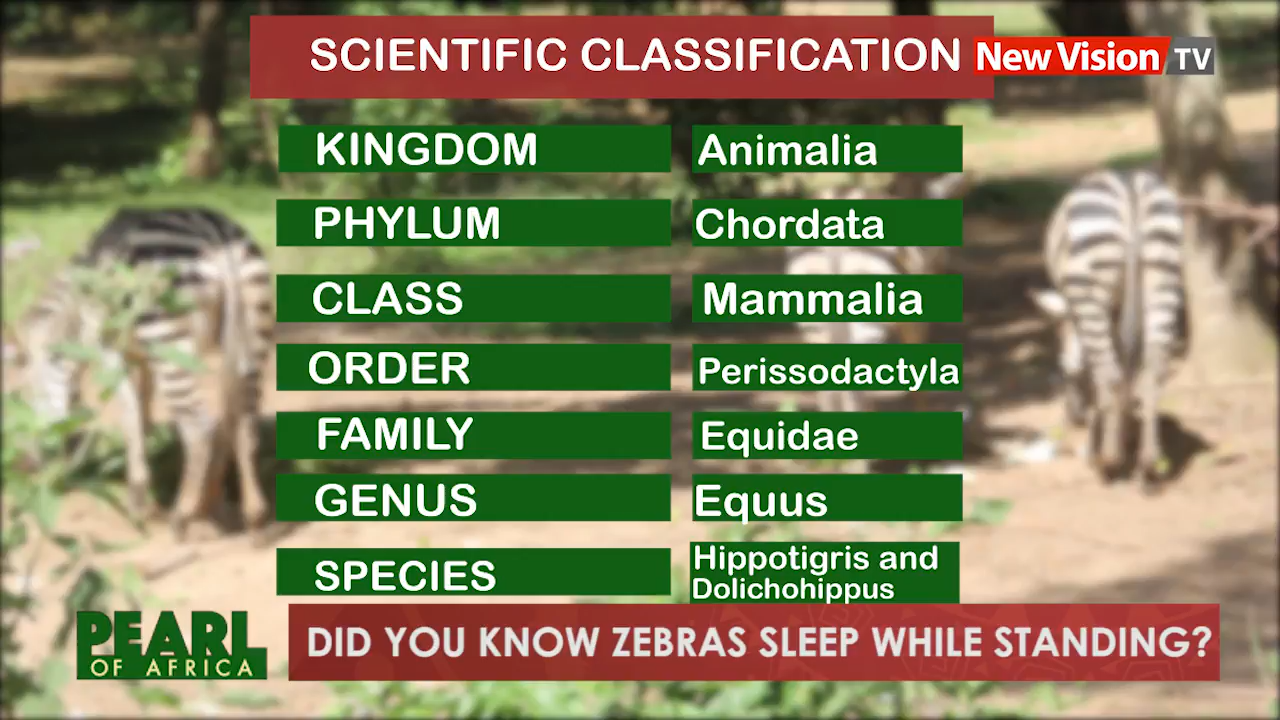 SCIENTIFIC CLASSIFICATION
New Vision TV
KINGDOM Animalia
PHYLUM Chordata
CLASS Mammalia
ORDER Perissodactyla
FAMILY Equidae
GENUS Equus
SPECIES Hippotigris and
Dolichohippus
PEARL
OF AFRICA
DID YOU KNOW ZEBRAS SLEEP WHILE STANDING?